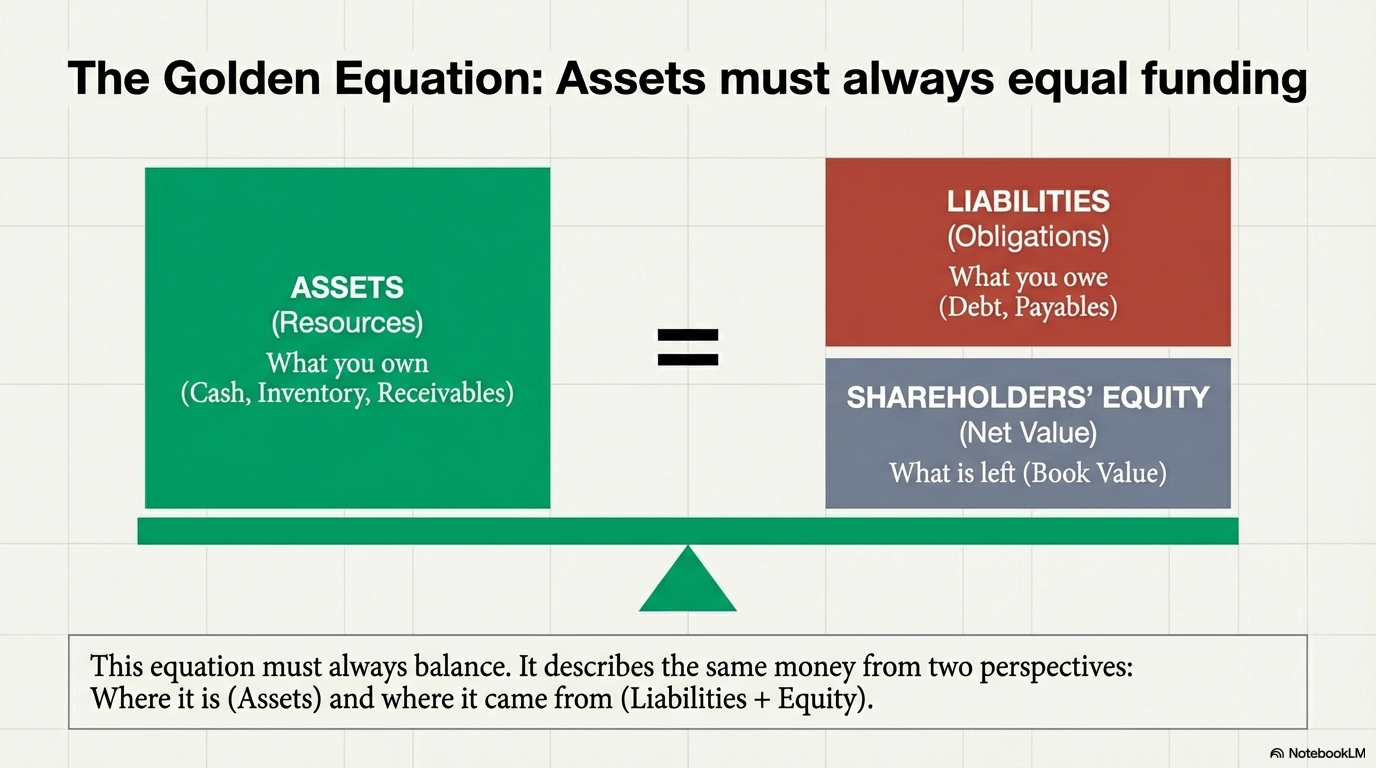 The Golden Equation: Assets must always equal funding
ASSETS
(Resources)
What you own
(Cash, Inventory, Receivables)
=
LIABILITIES
(Obligations)
What you owe
(Debt, Payables)
SHAREHOLDERS’ EQUITY
(Net Value)
What is left (Book Value)
This equation must always balance. It describes the same money from two perspectives:
Where it is (Assets) and where it came from (Liabilities + Equity).
NotebookLM